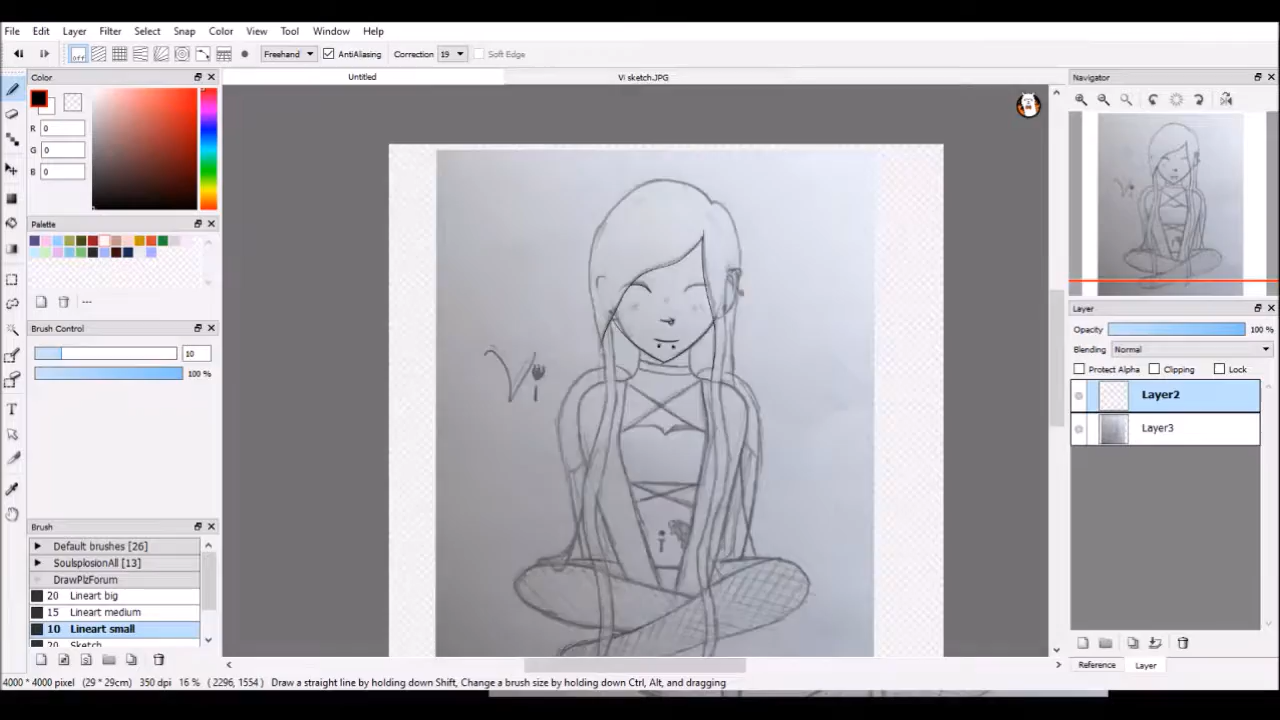 File Edit Layer Filter Select Snap Color View Tool Window Help
off Freehand AntiAliasing Correction 19 Soft Edge
Color
Untitled
Vi sketch.JPG
Navigator
R 0
G 0
B 0
Palette
Brush Control
10
100 %
Vi
Layer
Opacity 100 %
Blending Normal
Protect Alpha Clipping Lock
Layer2
Layer3
Brush
Default brushes [26]
SoulsplosionAll [13]
DrawPlzForum
20 Lineart big
15 Lineart medium
10 Lineart small
20 Sketch
Reference Layer
4000 * 4000 pixel (29 * 29cm) 350 dpi 16 % ( 2296, 1554 ) Draw a straight line by holding down Shift, Change a brush size by holding down Ctrl, Alt, and dragging